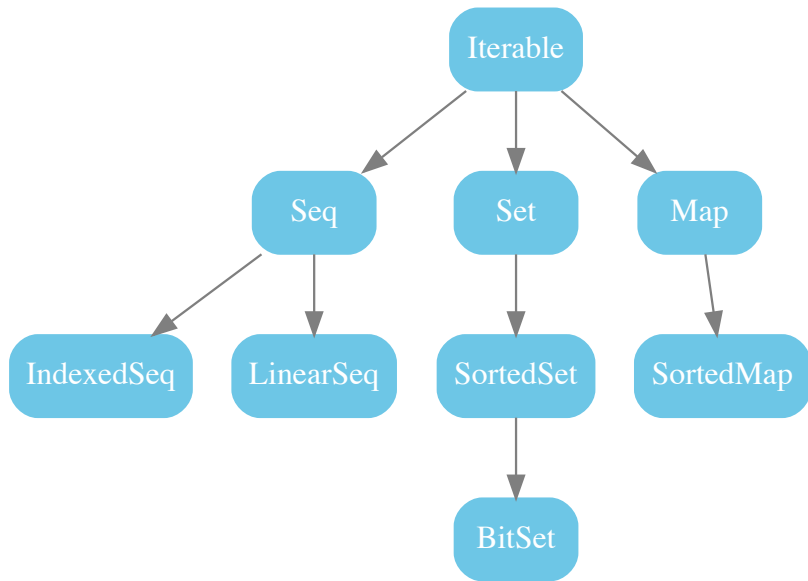 Iterable
Seq
Set
Map
IndexedSeq
LinearSeq
SortedSet
SortedMap
BitSet